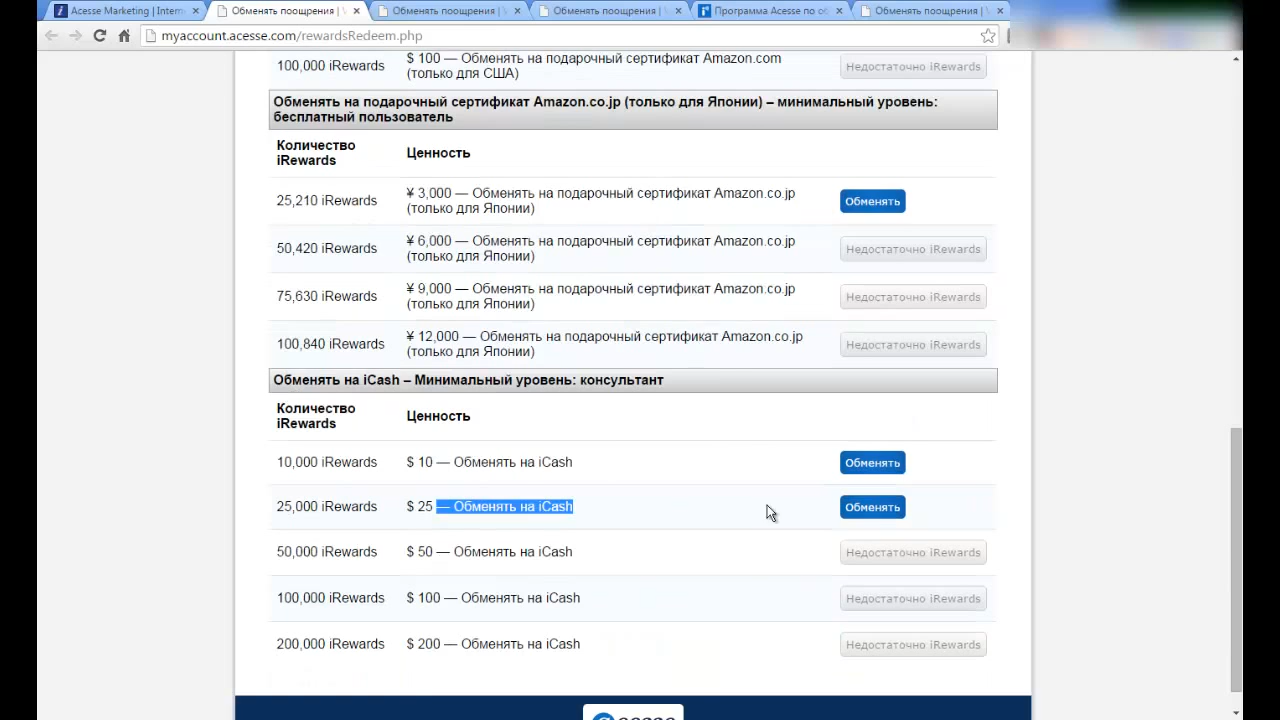 Acesse Marketing | Intern
Обменять поощрения |
Обменять поощрения |
Обменять поощрения |
Программа Acesse по об
Обменять поощрения |
myaccount.acesse.com/rewardsRedeem.php
100,000 iRewards
$ 100 — Обменять на подарочный сертификат Amazon.com
(только для США)
Недостаточно iRewards
Обменять на подарочный сертификат Amazon.co.jp (только для Японии) – минимальный уровень:
бесплатный пользователь
Количество
iRewards
Ценность
25,210 iRewards
¥ 3,000 — Обменять на подарочный сертификат Amazon.co.jp
(только для Японии)
Обменять
50,420 iRewards
¥ 6,000 — Обменять на подарочный сертификат Amazon.co.jp
(только для Японии)
Недостаточно iRewards
75,630 iRewards
¥ 9,000 — Обменять на подарочный сертификат Amazon.co.jp
(только для Японии)
Недостаточно iRewards
100,840 iRewards
¥ 12,000 — Обменять на подарочный сертификат Amazon.co.jp
(только для Японии)
Недостаточно iRewards
Обменять на iCash – Минимальный уровень: консультант
Количество
iRewards
Ценность
10,000 iRewards
$ 10 — Обменять на iCash
Обменять
25,000 iRewards
$ 25 — Обменять на iCash
Обменять
50,000 iRewards
$ 50 — Обменять на iCash
Недостаточно iRewards
100,000 iRewards
$ 100 — Обменять на iCash
Недостаточно iRewards
200,000 iRewards
$ 200 — Обменять на iCash
Недостаточно iRewards